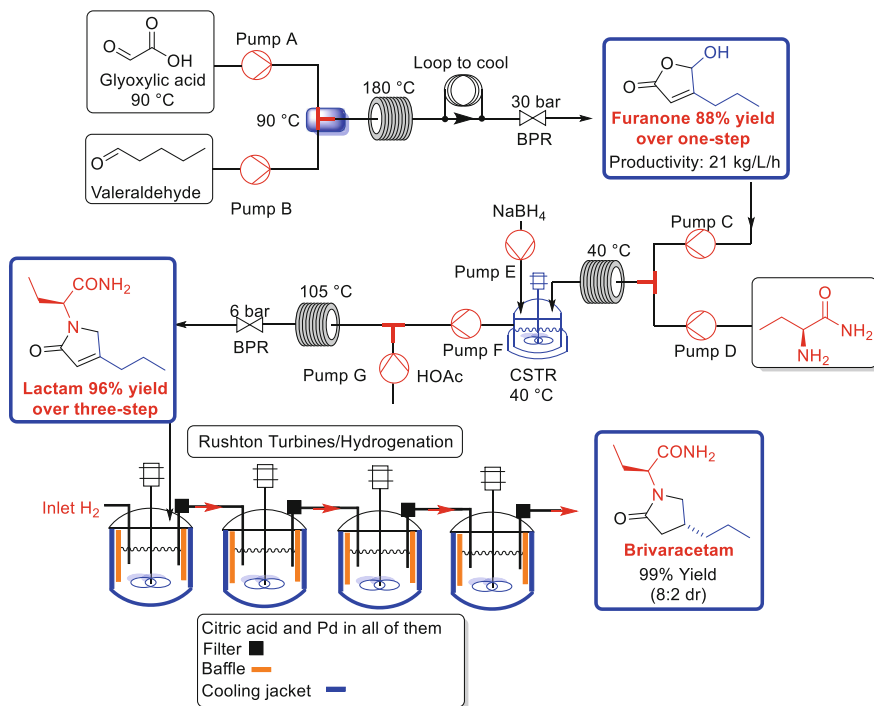 Pump A
O
O
OH
Glyoxylic acid
90 °C
90 °C
180 °C
Loop to cool
30 bar
BPR
O
Valeraldehyde
Pump B
OH
O
O
Furanone 88% yield
over one-step
Productivity: 21 kg/L/h
Pump C
NaBH4
Pump E
40 °C
O
NH2
NH2
Pump D
CONH2
N
O
Lactam 96% yield
over three-step
6 bar
BPR
105 °C
Pump G
HOAc
Pump F
CSTR
40 °C
Rushton Turbines/Hydrogenation
Inlet H2
CONH2
N
O
Brivaracetam
99% Yield
(8:2 dr)
Citric acid and Pd in all of them
Filter
Baffle
Cooling jacket